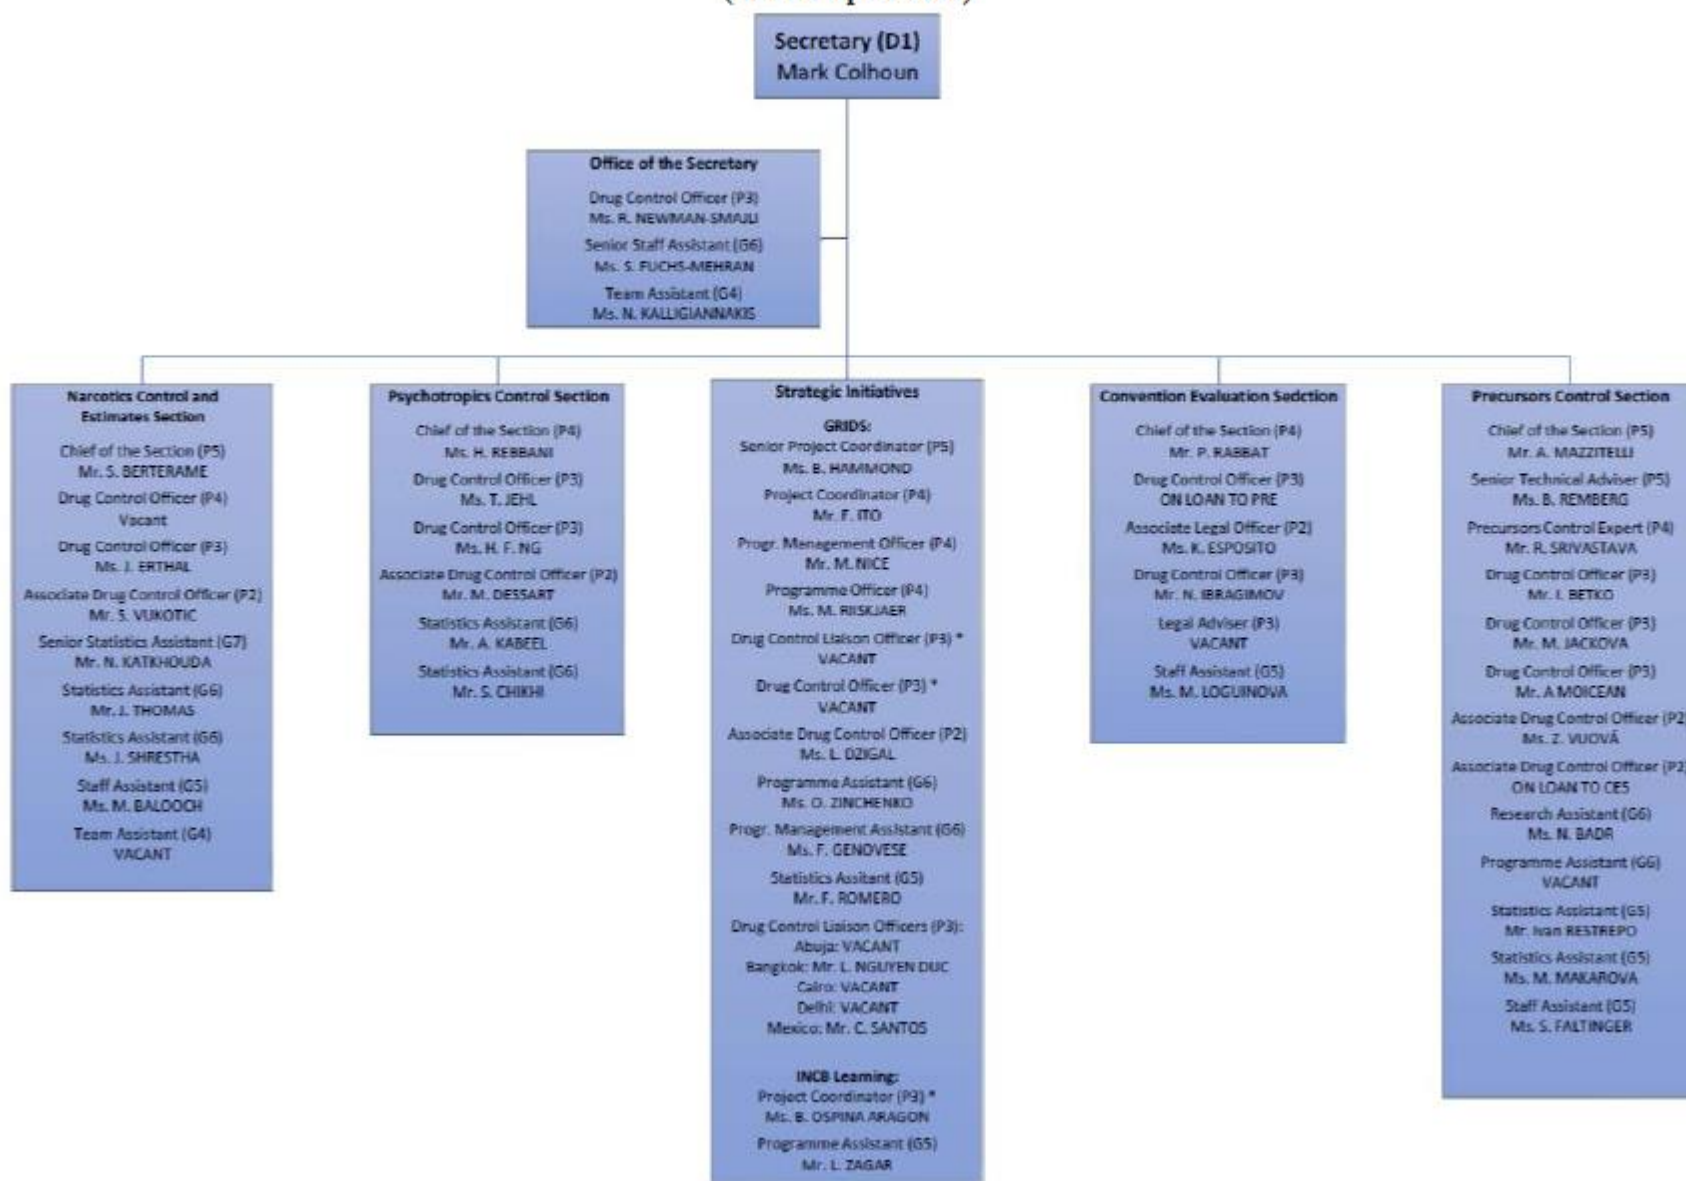 Secretary (D1)
Mark Colhoun
Office of the Secretary
Drug Control Officer (P3)
Ms. R. NEWMAN-SMAJLI
Senior Staff Assistant (G6)
Ms. S. FUCHS-MEHRAN
Team Assistant (G4)
Ms. N. KALLIGIANNAKIS
Narcotics Control and
Estimates Section
Chief of the Section (P5)
Mr. S. BERTERAME
Drug Control Officer (P4)
Vacant
Drug Control Officer (P3)
Ms. J. ERTHAL
Associate Drug Control Officer (P2)
Mr. S. VUKOTIC
Senior Statistics Assistant (G7)
Mr. N. KATKHOUDA
Statistics Assistant (G6)
Mr. J. THOMAS
Statistics Assistant (G6)
Ms. J. SHRESTHA
Staff Assistant (G5)
Ms. M. BALOOCH
Team Assistant (G4)
VACANT
Psychotropics Control Section
Chief of the Section (P4)
Ms. H. REBBANI
Drug Control Officer (P3)
Ms. T. JEHL
Drug Control Officer (P3)
Ms. H. F. NG
Associate Drug Control Officer (P2)
Mr. M. DESSART
Statistics Assistant (G6)
Mr. A. KABEEL
Statistics Assistant (G6)
Mr. S. CHIKHI
Strategic Initiatives
GRIDS:
Senior Project Coordinator (P5)
Ms. B. HAMMOND
Project Coordinator (P4)
Mr. F. ITO
Progr. Management Officer (P4)
Mr. M. NICE
Programme Officer (P4)
Ms. M. RIISKJAER
Drug Control Liaison Officer (P3) *
VACANT
Drug Control Officer (P3) *
VACANT
Associate Drug Control Officer (P2)
Ms. L. DZIGAL
Programme Assistant (G6)
Ms. O. ZINCHENKO
Progr. Management Assistant (G6)
Ms. F. GENOVESE
Statistics Assitant (G5)
Mr. F. ROMERO
Drug Control Liaison Officers (P3):
Abuja: VACANT
Bangkok: Mr. L. NGUYEN DUC
Cairo: VACANT
Delhi: VACANT
Mexico: Mr. C. SANTOS
INCB Learning:
Project Coordinator (P3) *
Ms. B. OSPINA ARAGON
Programme Assistant (G5)
Mr. L. ZAGAR
Convention Evaluation Sedction
Chief of the Section (P4)
Mr. P. RABBAT
Drug Control Officer (P3)
ON LOAN TO PRE
Associate Legal Officer (P2)
Ms. K. ESPOSITO
Drug Control Officer (P3)
Mr. N. IBRAGIMOV
Legal Adviser (P3)
VACANT
Staff Assistant (G5)
Ms. M. LOGUINOVA
Precursors Control Section
Chief of the Section (P5)
Mr. A. MAZZITELLI
Senior Technical Adviser (P5)
Ms. B. REMBERG
Precursors Control Expert (P4)
Mr. R. SRIVASTAVA
Drug Control Officer (P3)
Mr. I. BETKO
Drug Control Officer (P3)
Mr. M. JACKOVA
Drug Control Officer (P3)
Mr. A MOICEAN
Associate Drug Control Officer (P2)
Ms. Z. VUOVÁ
Associate Drug Control Officer (P2)
ON LOAN TO CES
Research Assistant (G6)
Ms. N. BADR
Programme Assistant (G6)
VACANT
Statistics Assistant (G5)
Mr. Ivan RESTREPO
Statistics Assistant (G5)
Ms. M. MAKAROVA
Staff Assistant (G5)
Ms. S. FALTINGER